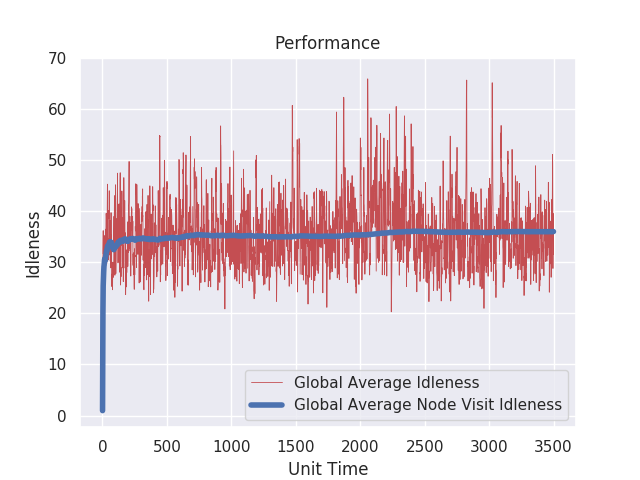 Performance
70
60
50
40
30
20
10
0
Idleness
Global Average Idleness
Global Average Node Visit Idleness
0 500 1000 1500 2000 2500 3000 3500
Unit Time